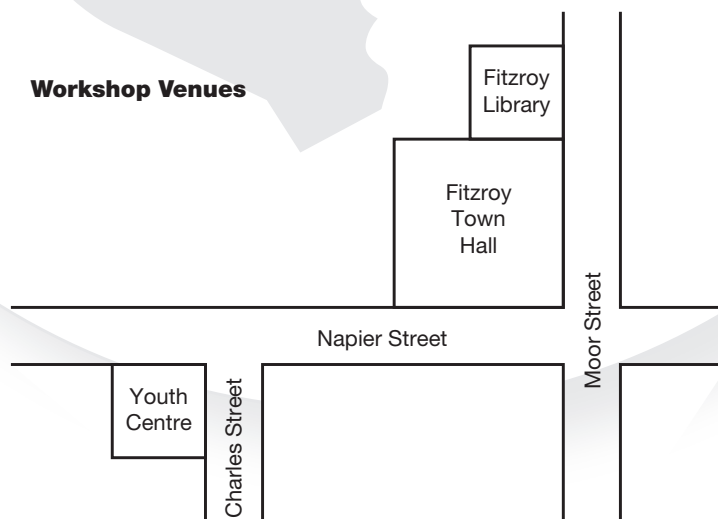 Workshop Venues
Fitzroy
Library
Fitzroy
Town
Hall
Napier Street
Moor Street
Youth
Centre
Charles Street